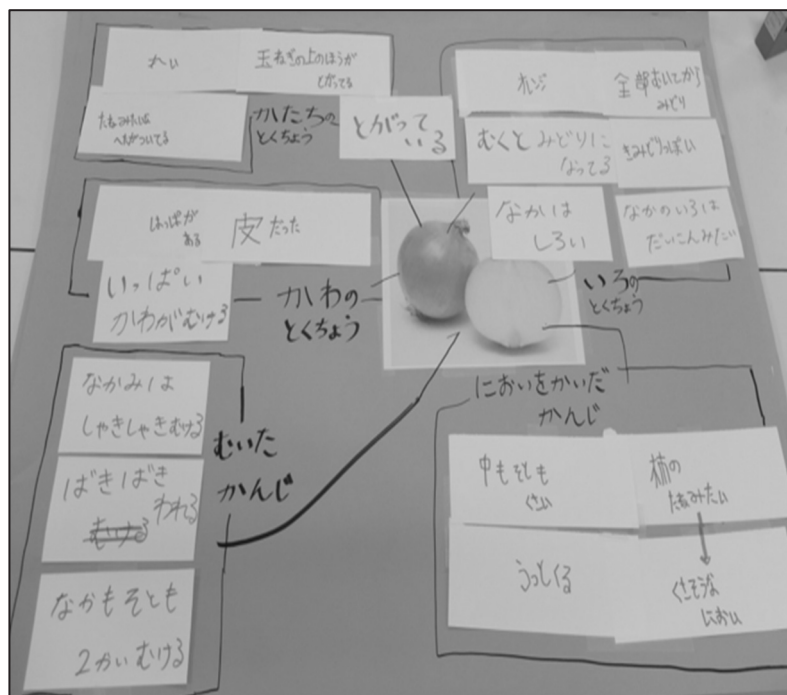 丸い
玉ねぎの上のほうが
とがってる
たねみたいな
へんがついてる
かたちの
とくちょう
とがって
いる
オレンジ
全部むいてから
みどり
むくとみどりに
なってる
きみどりっぽい
なかは
しろい
なかのいろは
だいこんみたい
いろの
とくちょう
はっぱが
ある
皮だった
いっぱい
かわがむける
かわの
とくちょう
なかみは
しゃきしゃきむける
ばきばき
われる
むける
なかもそとも
2かいむける
むいた
かんじ
においをかいだ
かんじ
中もそとも
くさい
柿の
たねみたい
うっとくる
くさそうな
におい